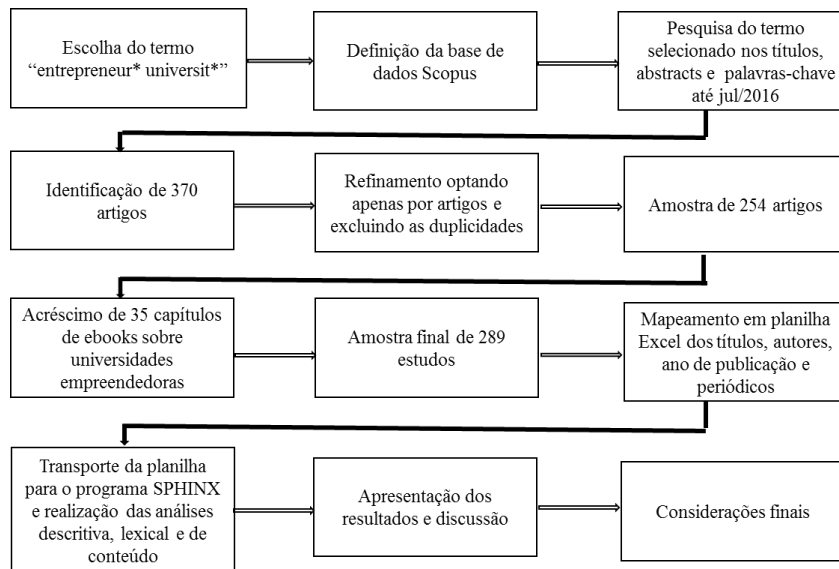 Escolha do termo
“entrepreneur* universit*”
Definição da base de
dados Scopus
Pesquisa do termo
selecionado nos títulos,
abstracts e palavras-chave
até jul/2016
Identificação de 370
artigos
Refinamento optando
apenas por artigos e
excluindo as duplicidades
Amostra de 254 artigos
Acréscimo de 35 capítulos
de ebooks sobre
universidades
empreendedoras
Amostra final de 289
estudos
Mapeamento em planilha
Excel dos títulos, autores,
ano de publicação e
periódicos
Transporte da planilha
para o programa SPHINX
e realização das análises
descritiva, lexical e de
conteúdo
Apresentação dos
resultados e discussão
Considerações finais